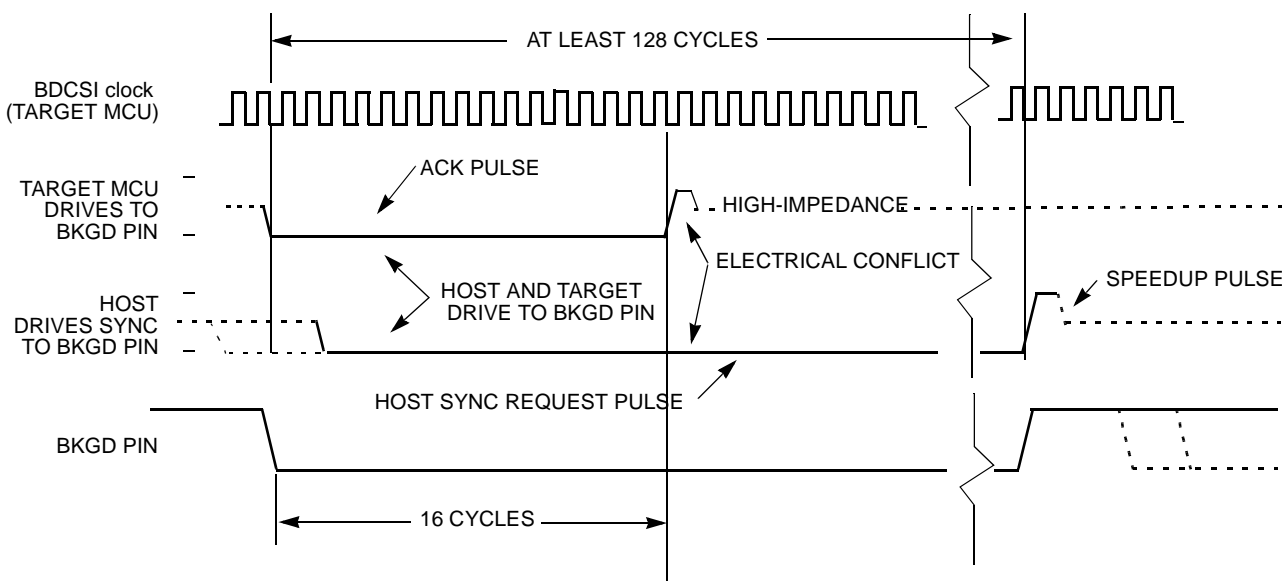 AT LEAST 128 CYCLES
BDCSI clock
(TARGET MCU)
ACK PULSE
TARGET MCU
DRIVES TO
BKGD PIN
HIGH-IMPEDANCE
ELECTRICAL CONFLICT
SPEEDUP PULSE
HOST AND TARGET
DRIVE TO BKGD PIN
HOST
DRIVES SYNC
TO BKGD PIN
HOST SYNC REQUEST PULSE
BKGD PIN
16 CYCLES